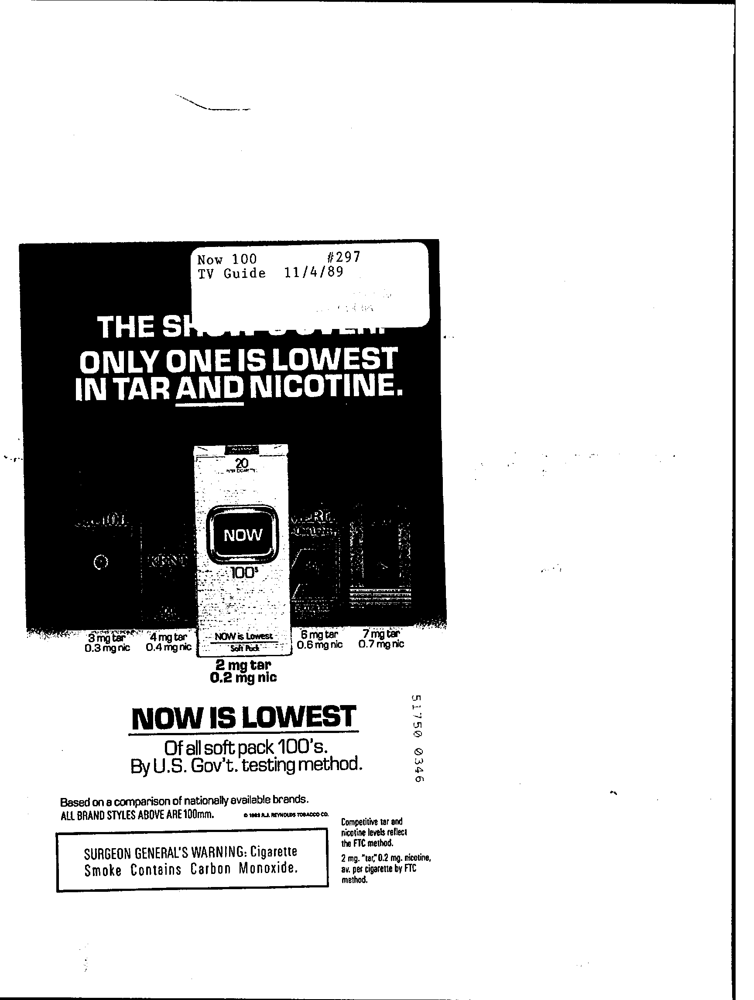 Now 100 #297
TV Guide 11/4/89
THE
ONLY ONE IS LOWEST
IN TAR AND NICOTINE.
20
NOW
KENT
100's
NOW is Lowest
Soft Pack
3 mg tar
0.3 mg nic
4 mg tar
0.4 mg nic
6 mg tar
0.6 mg nic
7 mg tar
0.7 mg nic
2 mg tar
0.2 mg nic
NOW IS LOWEST
Of all soft pack 100's.
By U.S. Gov't. testing method.
51750 0346
Based on a comparison of nationally available brands.
ALL BRAND STYLES ABOVE ARE 100mm.
R.J. REYNOLDS TOBACCO CO.
Competitive tar and
nicotine levels reflect
the FTC method.
2 mg. "tar," 0.2 mg. nicotine,
av. per cigarette by FTC
method.
SURGEON GENERAL'S WARNING: Cigarette
Smoke Contains Carbon Monoxide.